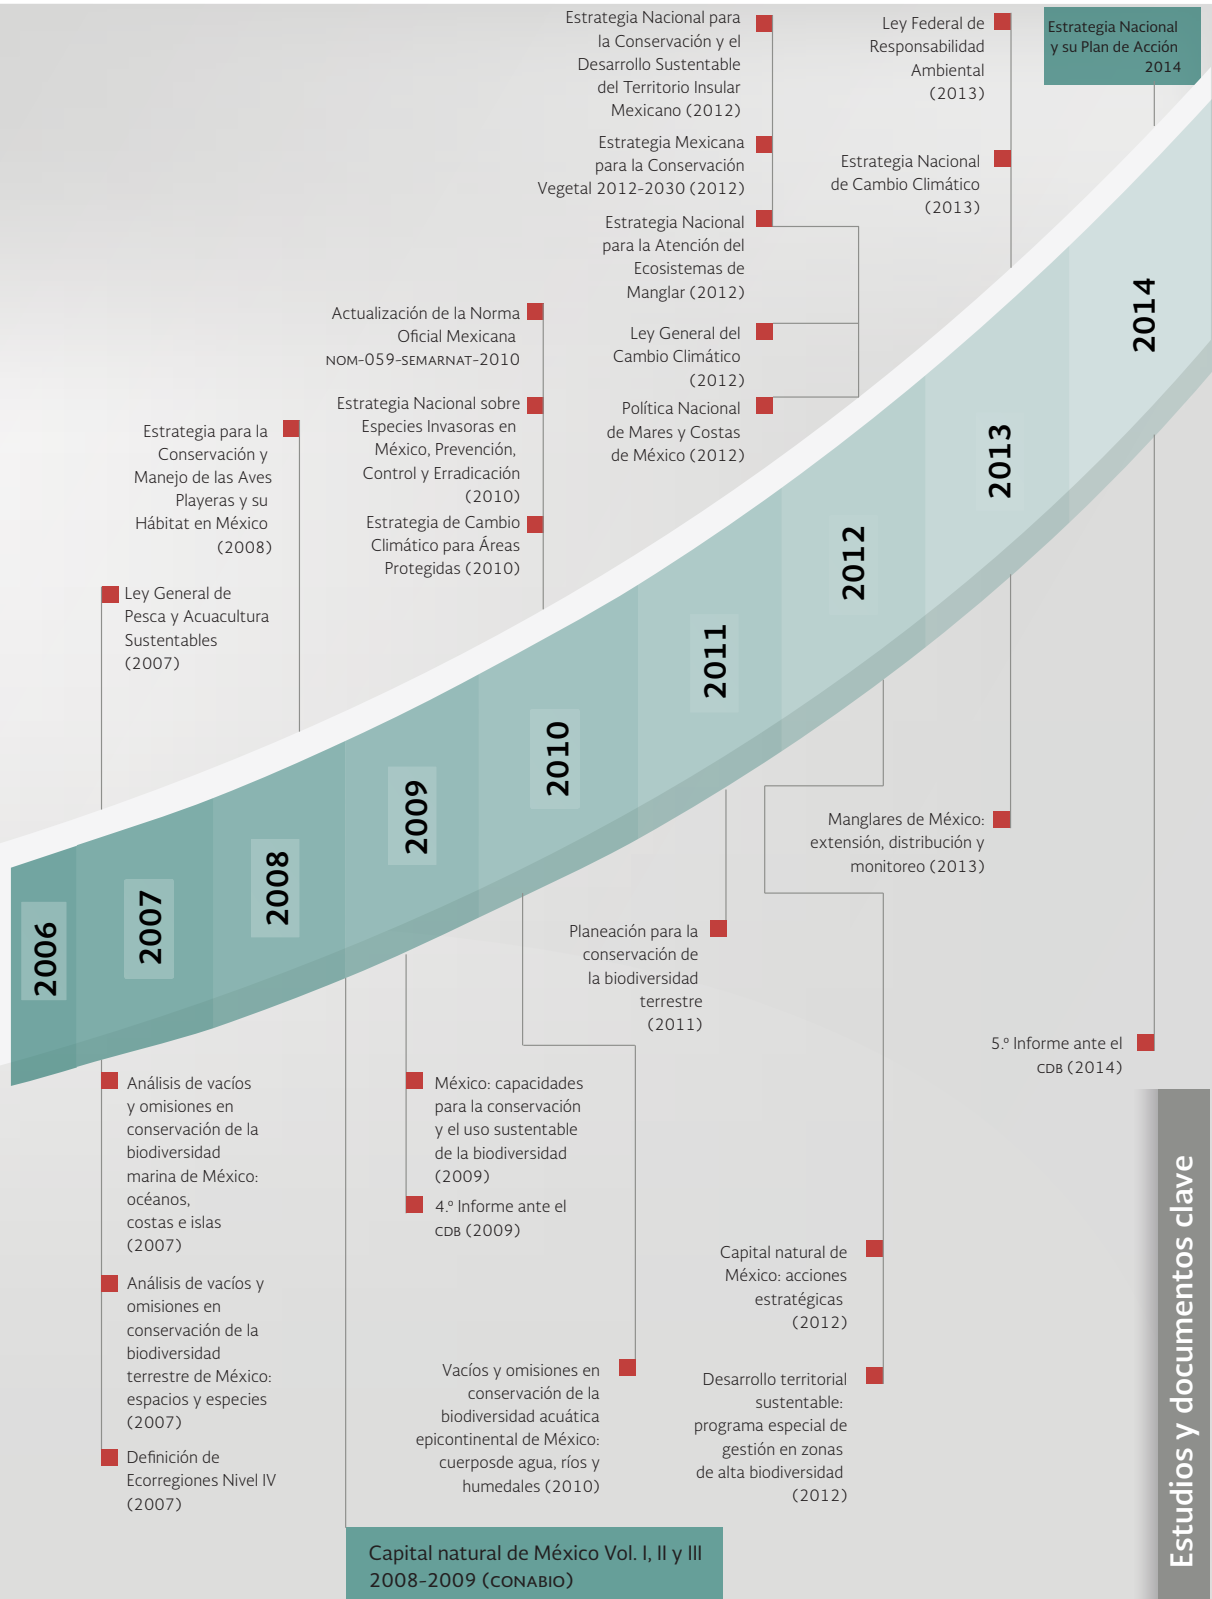 Estrategia Nacional para
la Conservación y el
Desarrollo Sustentable
del Territorio Insular
Mexicano (2012)
Estrategia Mexicana
para la Conservación
Vegetal 2012-2030 (2012)
Estrategia Nacional
para la Atención del
Ecosistemas de
Manglar (2012)
Ley General del
Cambio Climático
(2012)
Política Nacional
de Mares y Costas
de México (2012)
Ley Federal de
Responsabilidad
Ambiental
(2013)
Estrategia Nacional
de Cambio Climático
(2013)
Estrategia Nacional
y su Plan de Acción
2014
Actualización de la Norma
Oficial Mexicana
NOM-059-SEMARNAT-2010
Estrategia Nacional sobre
Especies Invasoras en
México, Prevención,
Control y Erradicación
(2010)
Estrategia de Cambio
Climático para Áreas
Protegidas (2010)
Estrategia para la
Conservación y
Manejo de las Aves
Playeras y su
Hábitat en México
(2008)
Ley General de
Pesca y Acuacultura
Sustentables
(2007)
2006
2007
2008
2009
2010
2011
2012
2013
2014
Análisis de vacíos
y omisiones en
conservación de la
biodiversidad
marina de México:
océanos,
costas e islas
(2007)
Análisis de vacíos y
omisiones en
conservación de la
biodiversidad
terrestre de México:
espacios y especies
(2007)
Definición de
Ecorregiones Nivel IV
(2007)
México: capacidades
para la conservación
y el uso sustentable
de la biodiversidad
(2009)
4.º Informe ante el
CDB (2009)
Vacíos y omisiones en
conservación de la
biodiversidad acuática
epicontinental de México:
cuerposde agua, ríos y
humedales (2010)
Planeación para la
conservación de
la biodiversidad
terrestre
(2011)
Capital natural de
México: acciones
estratégicas
(2012)
Desarrollo territorial
sustentable:
programa especial de
gestión en zonas
de alta biodiversidad
(2012)
Manglares de México:
extensión, distribución y
monitoreo (2013)
5.º Informe ante el
CDB (2014)
Capital natural de México Vol. I, II y III
2008-2009 (CONABIO)
Estudios y documentos clave